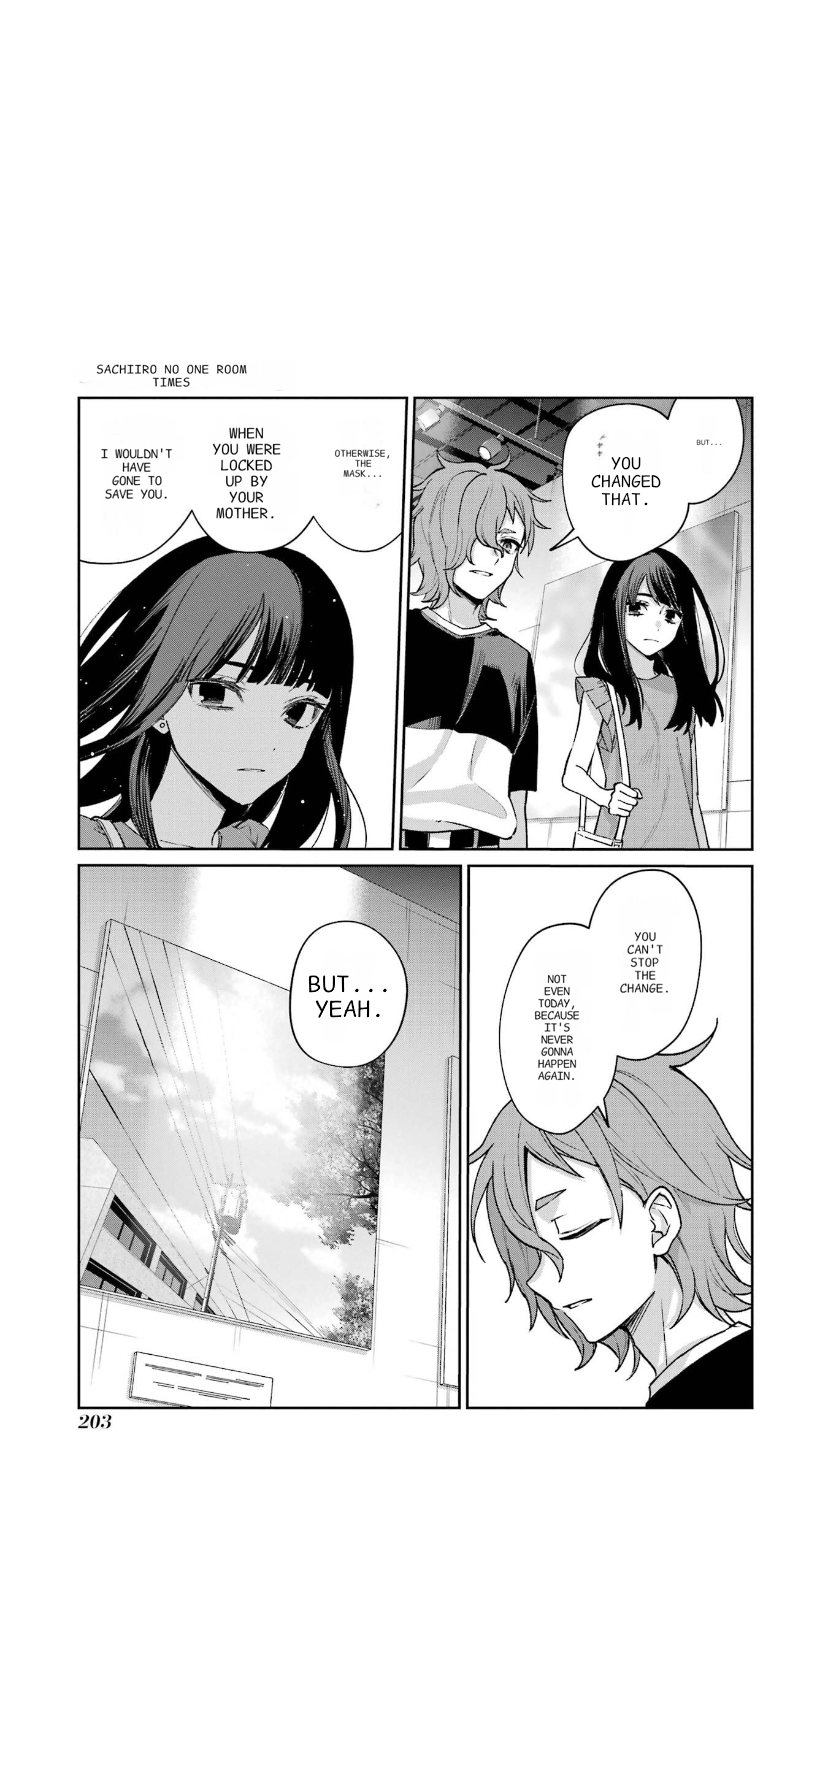 SACHIIRO NO ONE ROOM
TIMES
BUT...
YOU
CHANGED
THAT.
OTHERWISE,
THE
MASK...
WHEN
YOU WERE
LOCKED
UP BY
YOUR
MOTHER.
I WOULDN'T
HAVE
GONE TO
SAVE YOU.
YOU
CAN'T
STOP
THE
CHANGE.
NOT
EVEN
TODAY,
BECAUSE
IT'S
NEVER
GONNA
HAPPEN
AGAIN.
BUT...
YEAH.
203